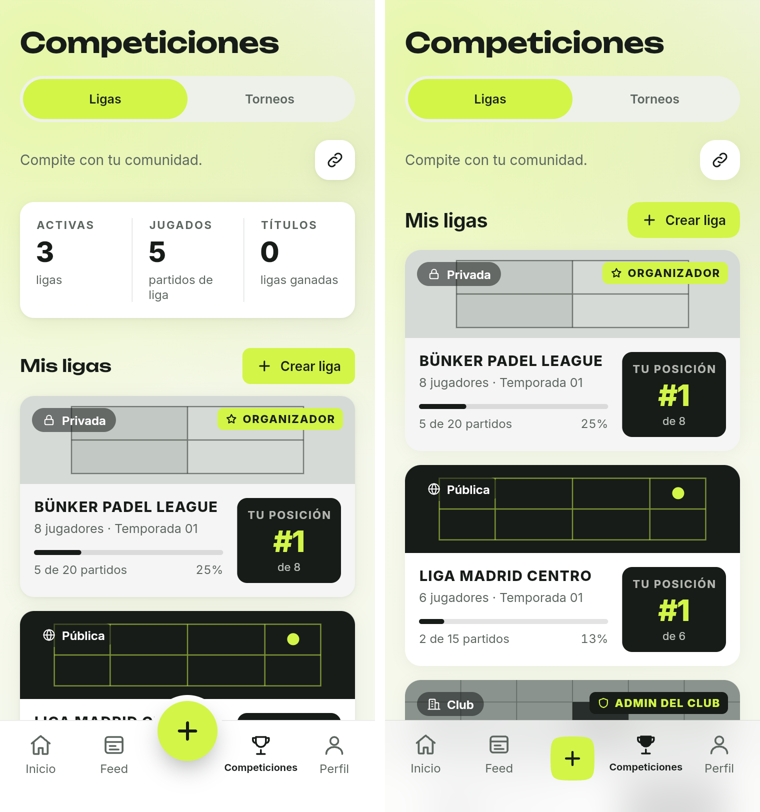 Competiciones
Ligas
Torneos
Compite con tu comunidad.
ACTIVAS
3
ligas
JUGADOS
5
partidos de
liga
TÍTULOS
0
ligas ganadas
Mis ligas
Crear liga
Privada
ORGANIZADOR
BÜNKER PADEL LEAGUE
8 jugadores · Temporada 01
5 de 20 partidos
25%
TU POSICIÓN
#1
de 8
Pública
Inicio
Feed
Competiciones
Perfil
Competiciones
Ligas
Torneos
Compite con tu comunidad.
Mis ligas
Crear liga
Privada
ORGANIZADOR
BÜNKER PADEL LEAGUE
8 jugadores · Temporada 01
5 de 20 partidos
25%
TU POSICIÓN
#1
de 8
Pública
LIGA MADRID CENTRO
6 jugadores · Temporada 01
2 de 15 partidos
13%
TU POSICIÓN
#1
de 6
Club
ADMIN DEL CLUB
Inicio
Feed
Competiciones
Perfil